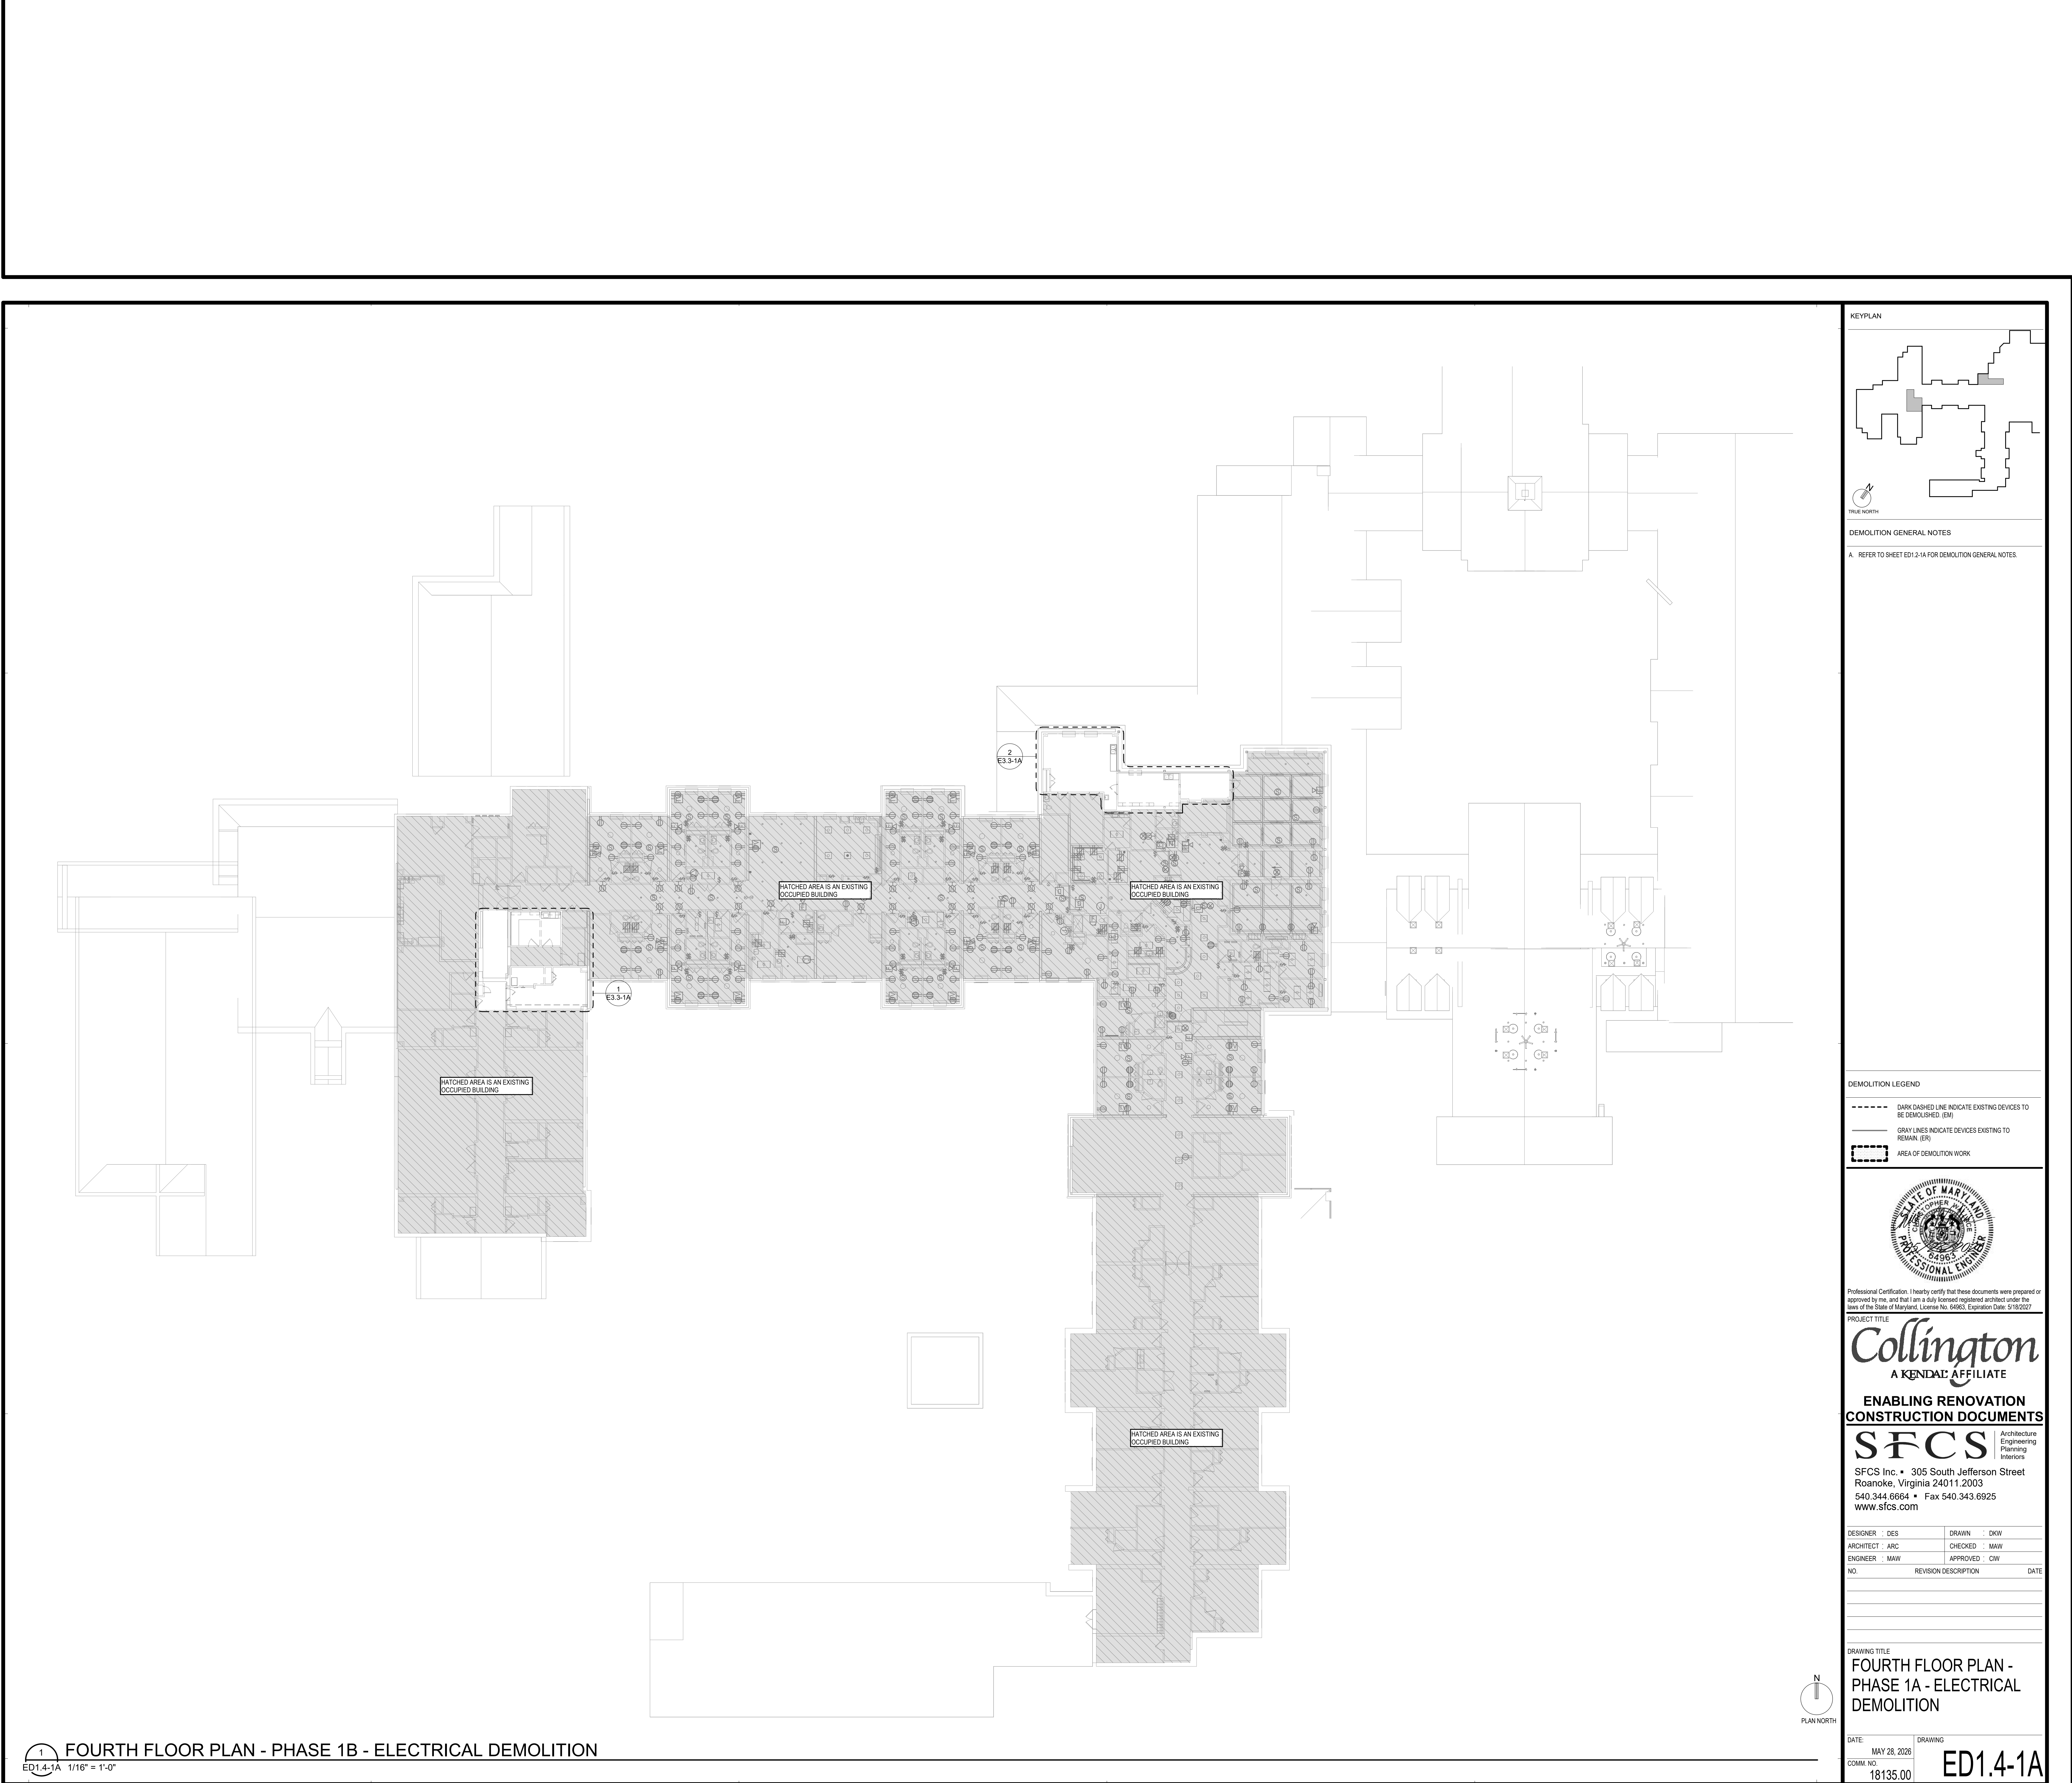 KEYPLAN
N
TRUE NORTH
DEMOLITION GENERAL NOTES
A. REFER TO SHEET ED1.2-1A FOR DEMOLITION GENERAL NOTES.
2
E3.3-1A
HATCHED AREA IS AN EXISTING
OCCUPIED BUILDING
HATCHED AREA IS AN EXISTING
OCCUPIED BUILDING
1
E3.3-1A
HATCHED AREA IS AN EXISTING
OCCUPIED BUILDING
HATCHED AREA IS AN EXISTING
OCCUPIED BUILDING
DEMOLITION LEGEND
DARK DASHED LINE INDICATE EXISTING DEVICES TO
BE DEMOLISHED. (EM)
GRAY LINES INDICATE DEVICES EXISTING TO
REMAIN. (ER)
AREA OF DEMOLITION WORK
STATE OF MARYLAND
PROFESSIONAL ENGINEER
64963
Professional Certification. I hearby certify that these documents were prepared or
approved by me, and that I am a duly licensed registered architect under the
laws of the State of Maryland, License No. 64963, Expiration Date: 5/18/2027
PROJECT TITLE
Collington
A KENDAL AFFILIATE
ENABLING RENOVATION
CONSTRUCTION DOCUMENTS
SFCS
Architecture
Engineering
Planning
Interiors
SFCS Inc. ▪ 305 South Jefferson Street
Roanoke, Virginia 24011.2003
540.344.6664 ▪ Fax 540.343.6925
www.sfcs.com
DESIGNER : DES DRAWN : DKW
ARCHITECT : ARC CHECKED : MAW
ENGINEER : MAW APPROVED : CIW
NO. REVISION DESCRIPTION DATE
DRAWING TITLE
FOURTH FLOOR PLAN -
PHASE 1A - ELECTRICAL
DEMOLITION
N
PLAN NORTH
DATE: DRAWING
MAY 28, 2026
COMM. NO.
18135.00
ED1.4-1A
1
ED1.4-1A
FOURTH FLOOR PLAN - PHASE 1B - ELECTRICAL DEMOLITION
1/16" = 1'-0"